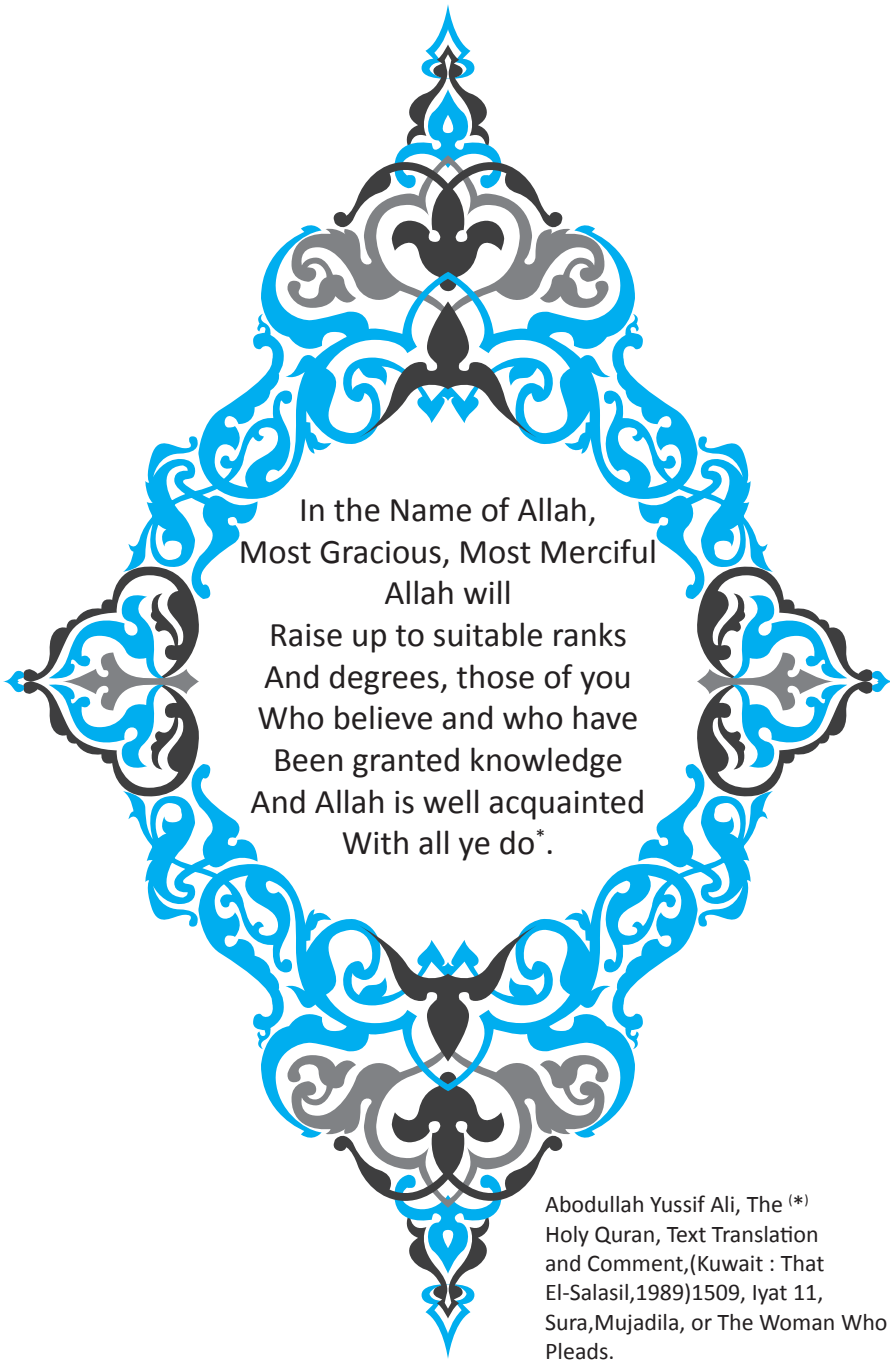 In the Name of Allah,
Most Gracious, Most Merciful
Allah will
Raise up to suitable ranks
And degrees, those of you
Who believe and who have
Been granted knowledge
And Allah is well acquainted
With all ye do*.
Abodullah Yussif Ali, The (*)
Holy Quran, Text Translation
and Comment,(Kuwait : That
El-Salasil,1989)1509, Iyat 11,
Sura,Mujadila, or The Woman Who
Pleads.